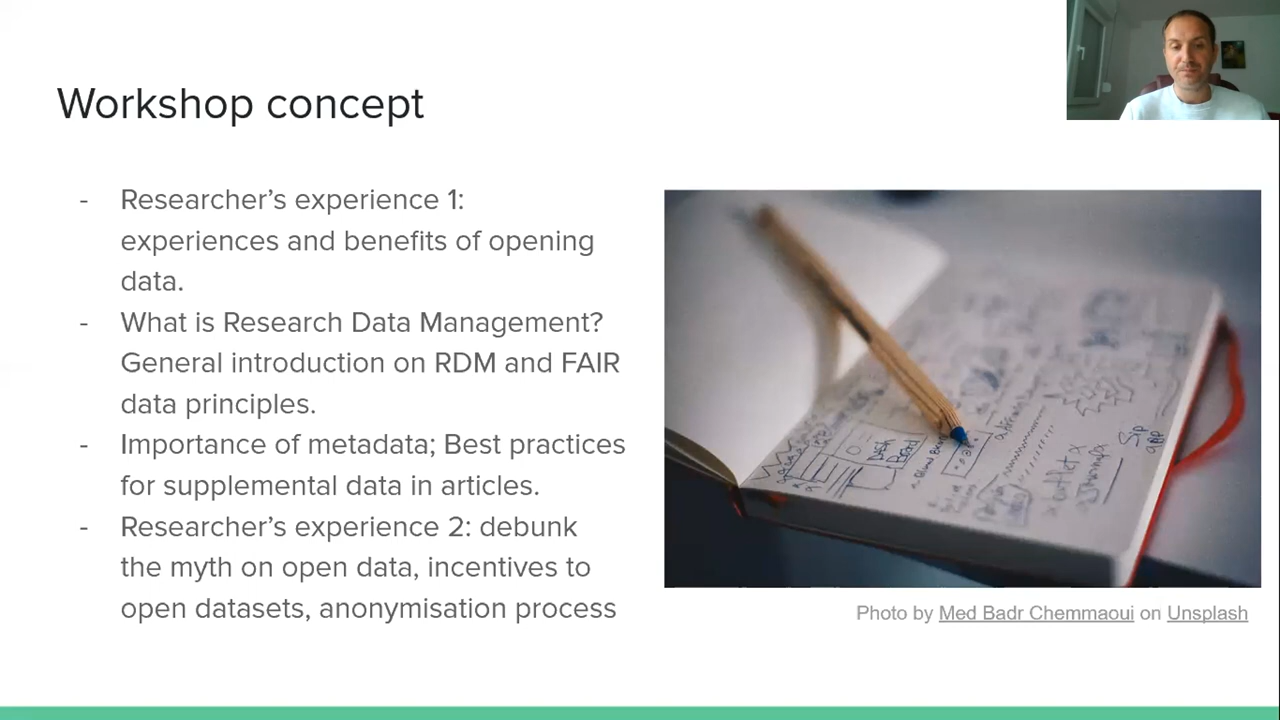 Workshop concept
- Researcher’s experience 1:
experiences and benefits of opening
data.
- What is Research Data Management?
General introduction on RDM and FAIR
data principles.
- Importance of metadata; Best practices
for supplemental data in articles.
- Researcher’s experience 2: debunk
the myth on open data, incentives to
open datasets, anonymisation process
Photo by Med Badr Chemmaoui on Unsplash